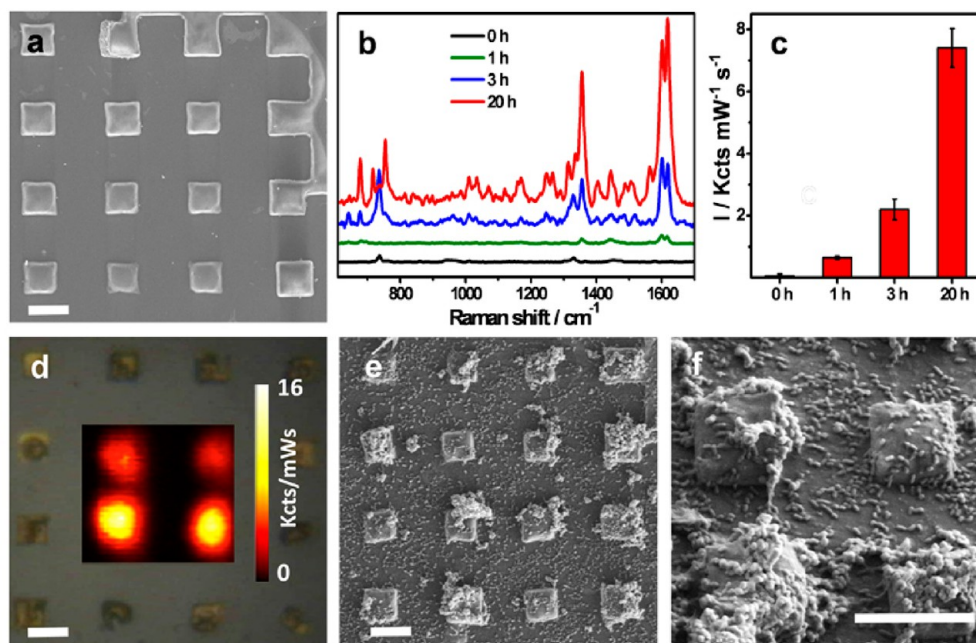 a
b
0 h
1 h
3 h
20 h
800 1000 1200 1400 1600
Raman shift / cm⁻¹
c
I / Kcts mW⁻¹ s⁻¹
8
6
4
2
0 h 1 h 3 h 20 h
d
16
Kcts/mWs
0
e
f